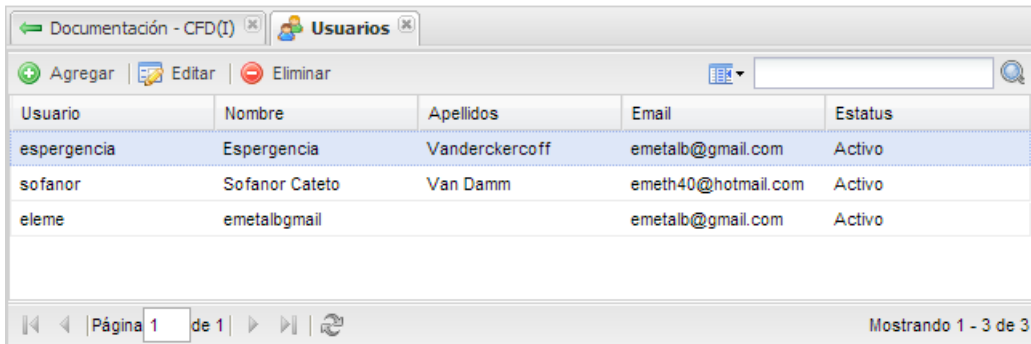 Documentación - CFD(I) Usuarios
Agregar Editar Eliminar
Usuario Nombre Apellidos Email Estatus
espergencia Espergencia Vanderckercoff emetalb@gmail.com Activo
sofanor Sofanor Cateto Van Damm emeth40@hotmail.com Activo
eleme emetalbgmail emetalb@gmail.com Activo
Página 1 de 1 Mostrando 1 - 3 de 3